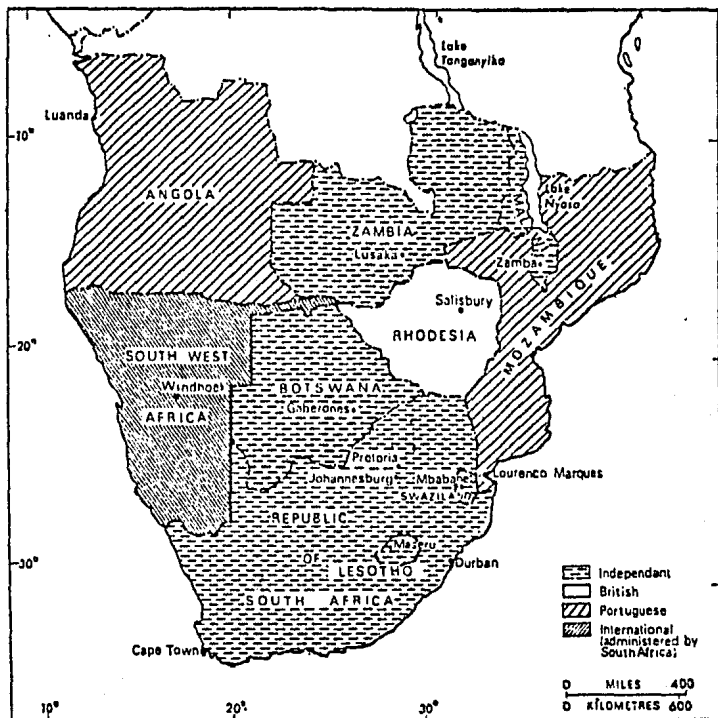 Lake
Tanganyika
Luanda
10°
ANGOLA
Lake
Nyasa
ZAMBIA
Lusaka
Zamba
MOZAMBIQUE
Salisbury
RHODESIA
20°
SOUTH WEST
AFRICA
Windhoek
BOTSWANA
Gaberones
Pretoria
Johannesburg
Mbabane
SWAZILAND
Lourenco Marques
REPUBLIC
OF
SOUTH AFRICA
Maseru
LESOTHO
Durban
30°
Cape Town
Independant
British
Portuguese
International
(administered by
South Africa)
0 MILES 400
0 KILOMETRES 600
10°
20°
30°